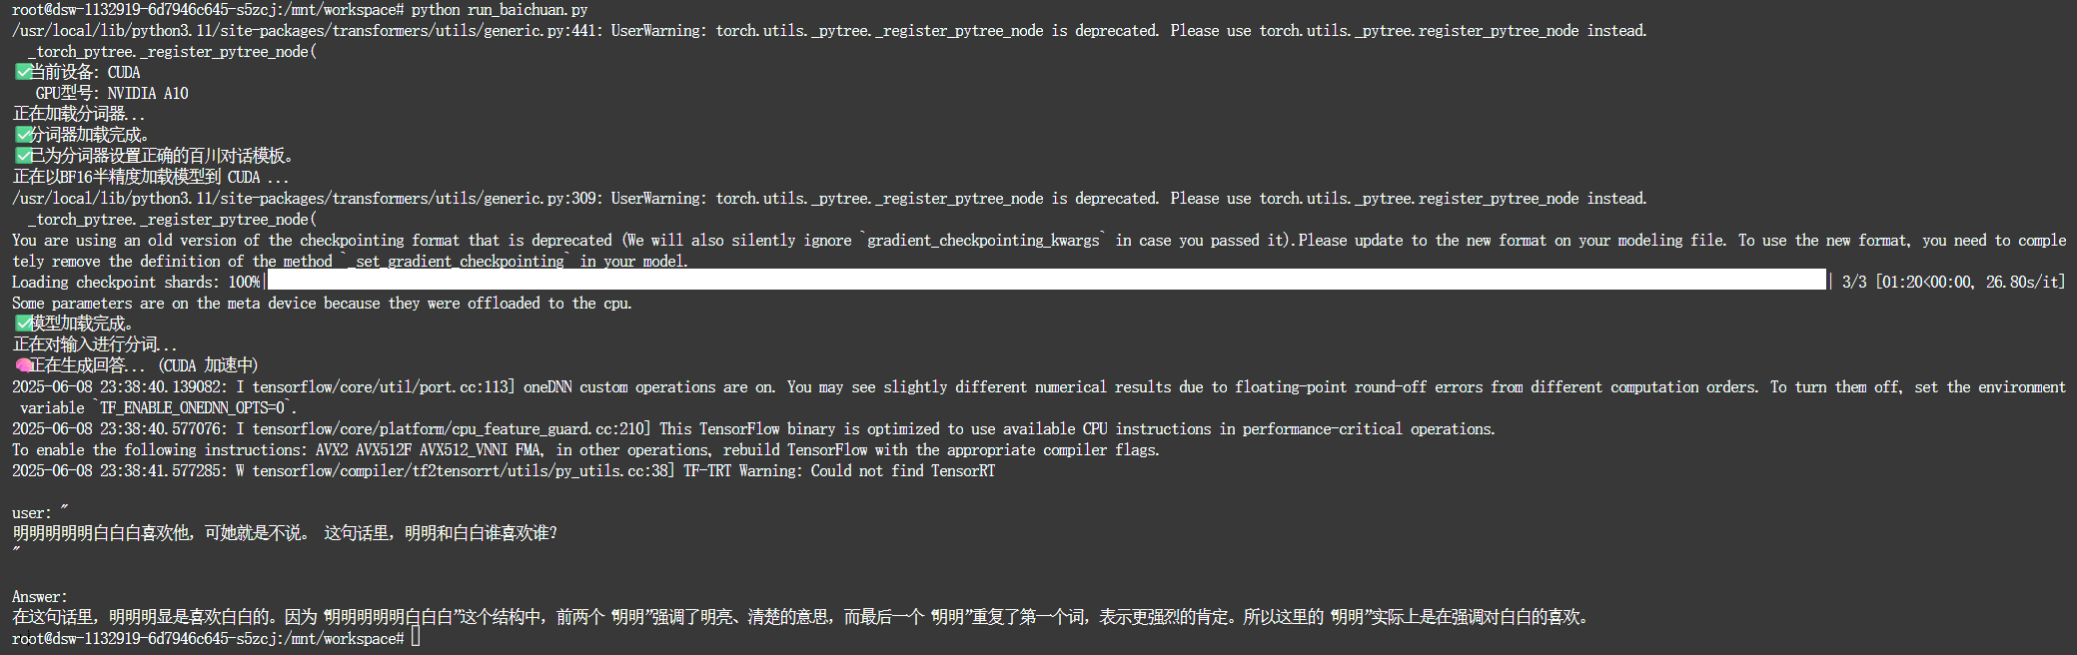 root@dsw-1132919-6d7946c645-s5zcj:/mnt/workspace# python run_baichuan.py
/usr/local/lib/python3.11/site-packages/transformers/utils/generic.py:441: UserWarning: torch.utils._pytree._register_pytree_node is deprecated. Please use torch.utils._pytree.register_pytree_node instead.
  _torch_pytree._register_pytree_node(
✅当前设备: CUDA
   GPU型号: NVIDIA A10
正在加载分词器...
✅分词器加载完成。
✅已为分词器设置正确的百川对话模板。
正在以BF16半精度加载模型到 CUDA ...
/usr/local/lib/python3.11/site-packages/transformers/utils/generic.py:309: UserWarning: torch.utils._pytree._register_pytree_node is deprecated. Please use torch.utils._pytree.register_pytree_node instead.
  _torch_pytree._register_pytree_node(
You are using an old version of the checkpointing format that is deprecated (We will also silently ignore `gradient_checkpointing_kwargs` in case you passed it).Please update to the new format on your modeling file. To use the new format, you need to comple
tely remove the definition of the method `_set_gradient_checkpointing` in your model.
Loading checkpoint shards: 100%| | 3/3 [01:20<00:00, 26.80s/it]
Some parameters are on the meta device because they were offloaded to the cpu.
✅模型加载完成。
正在对输入进行分词...
🧠正在生成回答... (CUDA 加速中)
2025-06-08 23:38:40.139082: I tensorflow/core/util/port.cc:113] oneDNN custom operations are on. You may see slightly different numerical results due to floating-point round-off errors from different computation orders. To turn them off, set the environment
 variable `TF_ENABLE_ONEDNN_OPTS=0`.
2025-06-08 23:38:40.577076: I tensorflow/core/platform/cpu_feature_guard.cc:210] This TensorFlow binary is optimized to use available CPU instructions in performance-critical operations.
To enable the following instructions: AVX2 AVX512F AVX512_VNNI FMA, in other operations, rebuild TensorFlow with the appropriate compiler flags.
2025-06-08 23:38:41.577285: W tensorflow/compiler/tf2tensorrt/utils/py_utils.cc:38] TF-TRT Warning: Could not find TensorRT
user: "
明明明明明白白白喜欢他，可她就是不说。 这句话里，明明和白白谁喜欢谁？
"
Answer:
在这句话里，明明明显是喜欢白白的。因为“明明明明明白白白”这个结构中，前两个“明明”强调了明亮、清楚的意思，而最后一个“明明”重复了第一个词，表示更强烈的肯定。所以这里的“明明”实际上是在强调对白白的喜欢。
root@dsw-1132919-6d7946c645-s5zcj:/mnt/workspace#